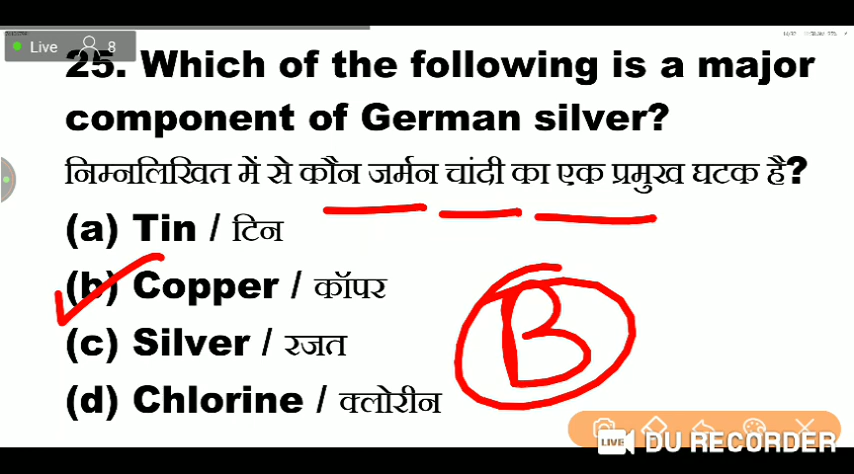 Live 8
25. Which of the following is a major
component of German silver?
निम्नलिखित में से कौन जर्मन चांदी का एक प्रमुख घटक है?
(a) Tin / टिन
(b) Copper / कॉपर
(c) Silver / रजत
(d) Chlorine / क्लोरीन
B
LIVE DU RECORDER